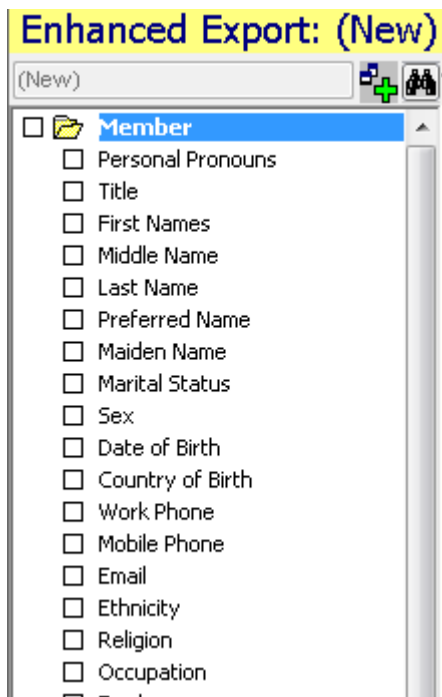 Enhanced Export: (New)
(New)
Member
Personal Pronouns
Title
First Names
Middle Name
Last Name
Preferred Name
Maiden Name
Marital Status
Sex
Date of Birth
Country of Birth
Work Phone
Mobile Phone
Email
Ethnicity
Religion
Occupation